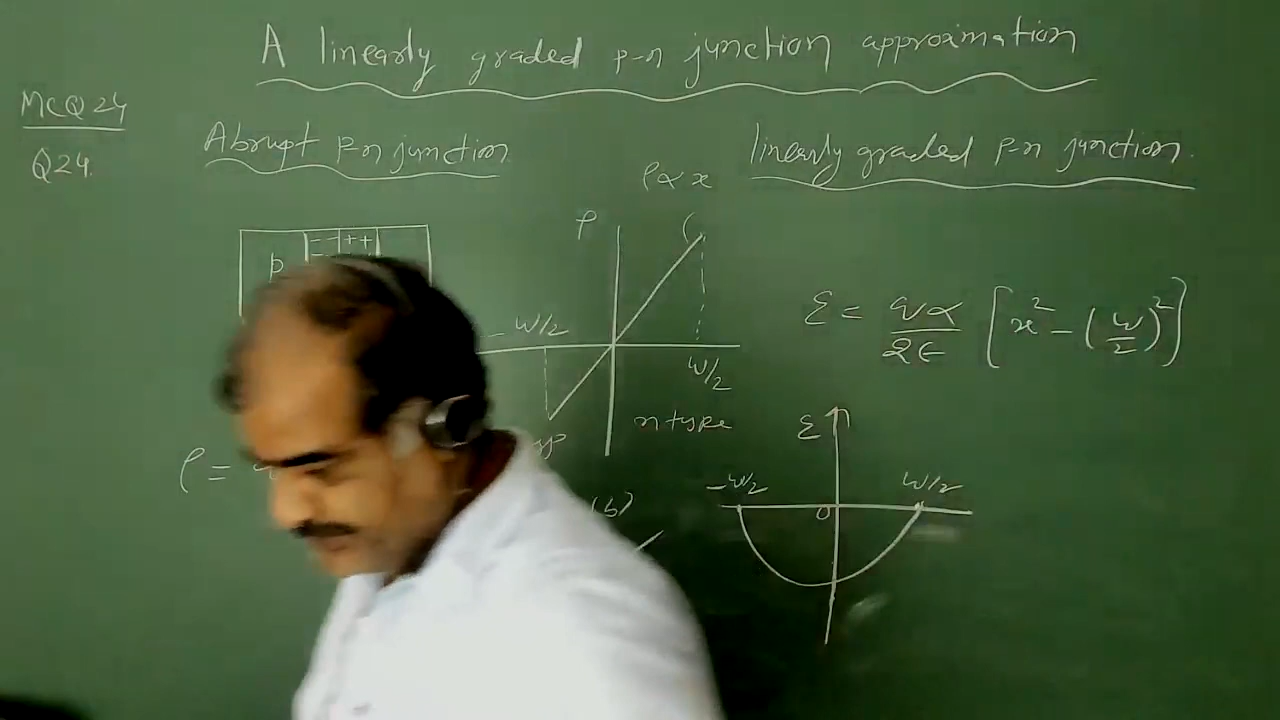 A linearly graded p-n junction approximation
MCQ 24
Q24.
Abrupt p-n junction
linearly graded p-n junction.
ρ ∝ x
ρ
- - + +
p
- W/2
W/2
n type
ρ =
(b)
Ɛ = qα/2ϵ [x² - (W/2)²]
Ɛ
-W/2
W/2
0